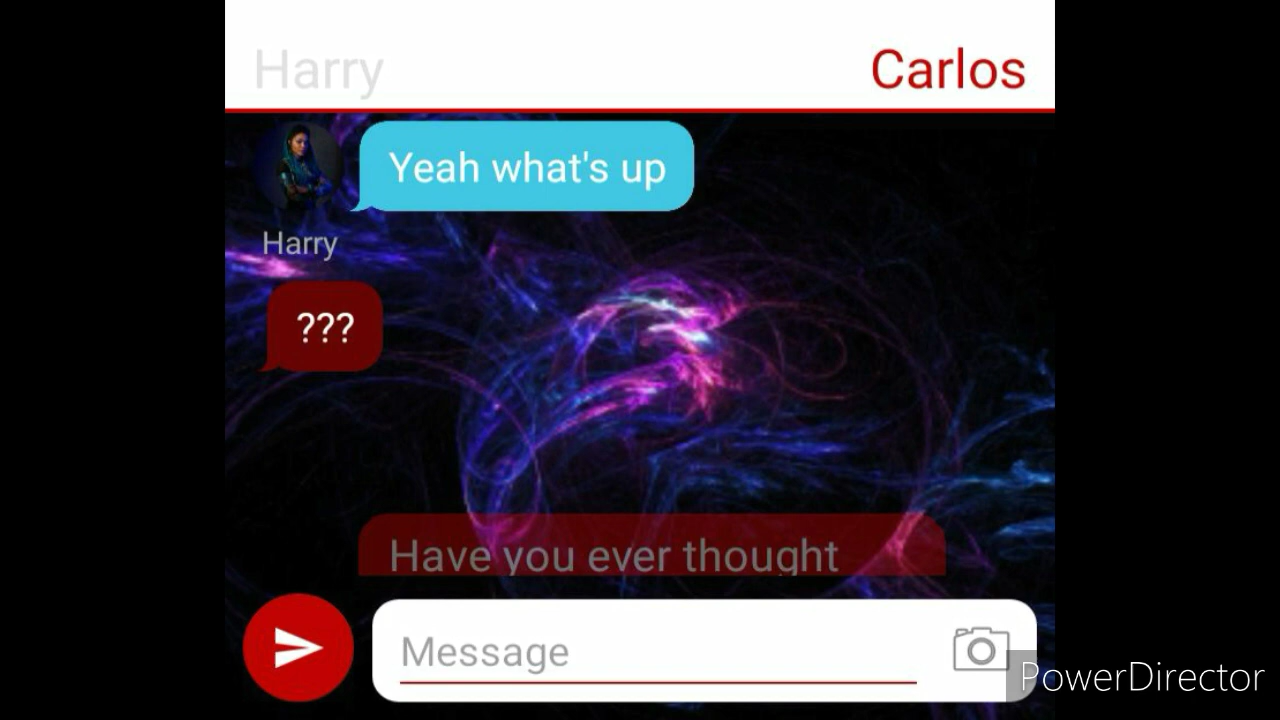 Harry Carlos
Yeah what's up
Harry
???
Have you ever thought
Message
PowerDirector